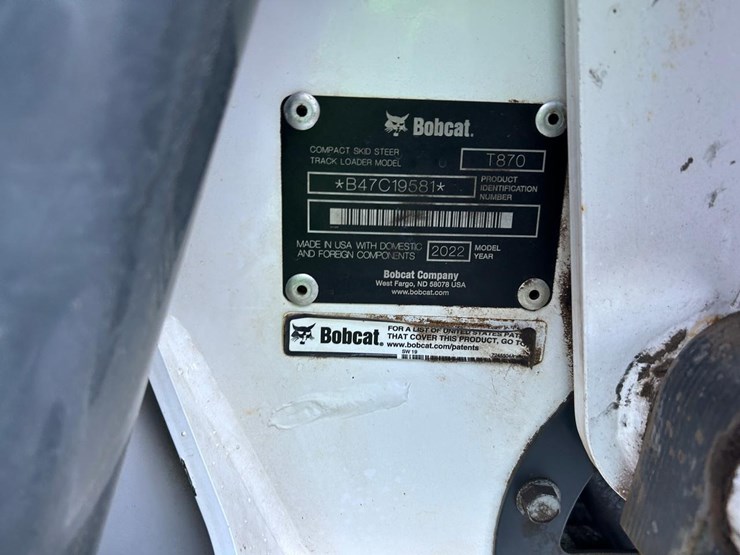 Bobcat.
COMPACT SKID STEER
TRACK LOADER MODEL
T870
*B47C19581*
PRODUCT
IDENTIFICATION
NUMBER
MADE IN USA WITH DOMESTIC
AND FOREIGN COMPONENTS
2022
MODEL
YEAR
Bobcat Company
West Fargo, ND 58078 USA
www.bobcat.com
Bobcat.
FOR A LIST OF UNITED STATES
THAT COVER THIS PRODUCT, GO TO
www.bobcat.com/patents
SW 19